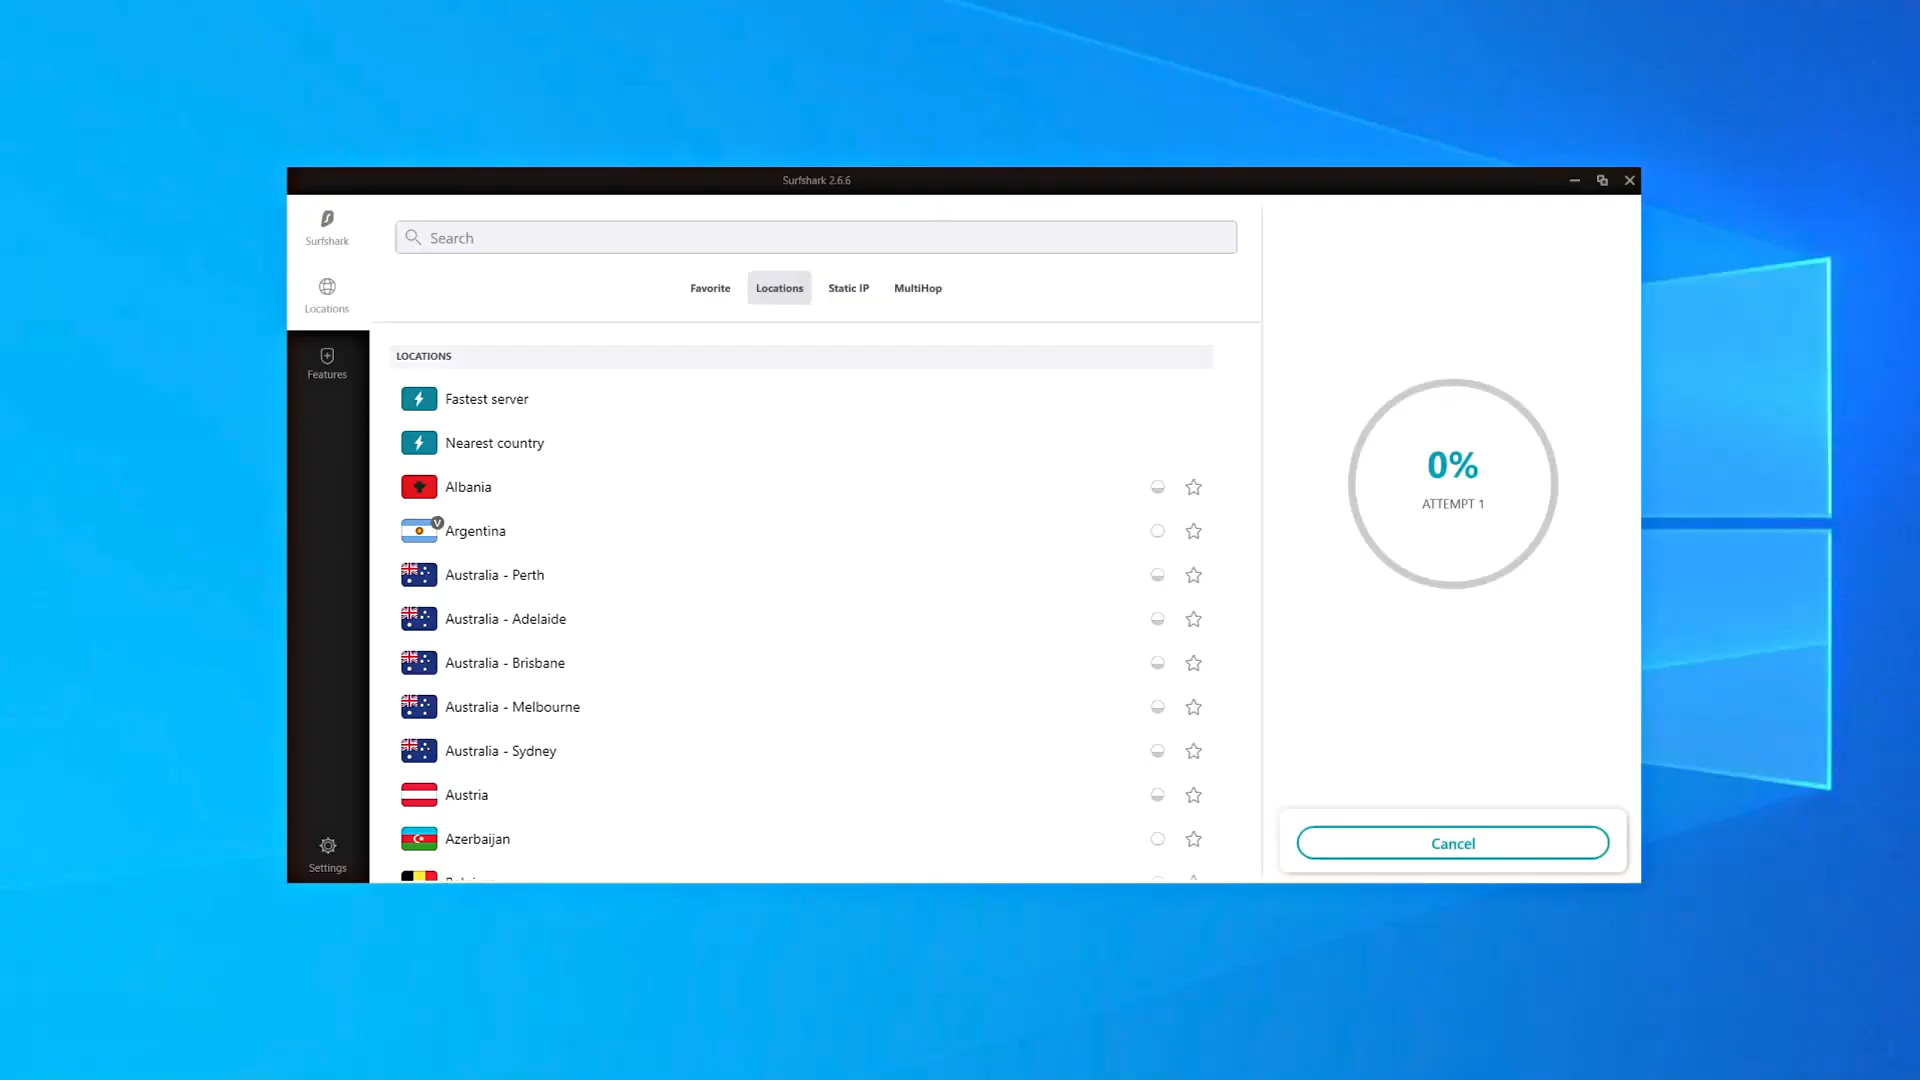 Surfshark 2.6.6
Surfshark
Locations
Features
Settings
Search
Favorite
Locations
Static IP
MultiHop
LOCATIONS
Fastest server
Nearest country
Albania
V
Argentina
Australia - Perth
Australia - Adelaide
Australia - Brisbane
Australia - Melbourne
Australia - Sydney
Austria
Azerbaijan
0%
ATTEMPT 1
Cancel